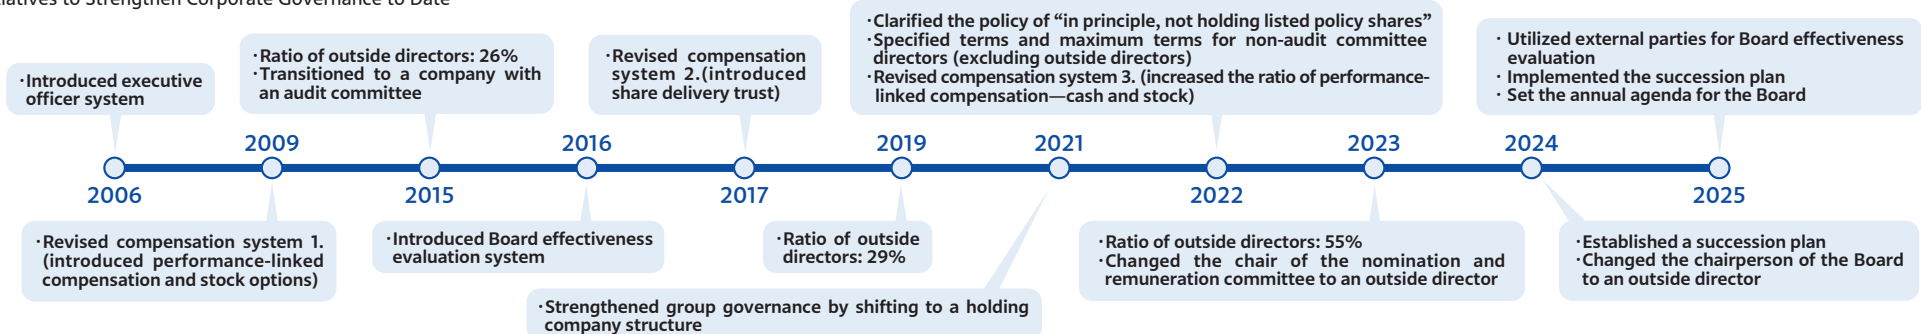 iatives to Strengthen Corporate Governance to Date
·Introduced executive
officer system
·Ratio of outside directors: 26%
·Transitioned to a company with
an audit committee
·Revised compensation
system 2.(introduced
share delivery trust)
·Clarified the policy of “in principle, not holding listed policy shares”
·Specified terms and maximum terms for non-audit committee
directors (excluding outside directors)
·Revised compensation system 3. (increased the ratio of performance-
linked compensation—cash and stock)
· Utilized external parties for Board effectiveness
evaluation
· Implemented the succession plan
· Set the annual agenda for the Board
2009
2016
2019
2021
2023
2024
2006
2015
2017
2022
2025
·Revised compensation system 1.
(introduced performance-linked
compensation and stock options)
·Introduced Board effectiveness
evaluation system
·Ratio of outside
directors: 29%
·Strengthened group governance by shifting to a holding
company structure
·Ratio of outside directors: 55%
·Changed the chair of the nomination and
remuneration committee to an outside director
·Established a succession plan
·Changed the chairperson of the Board
to an outside director